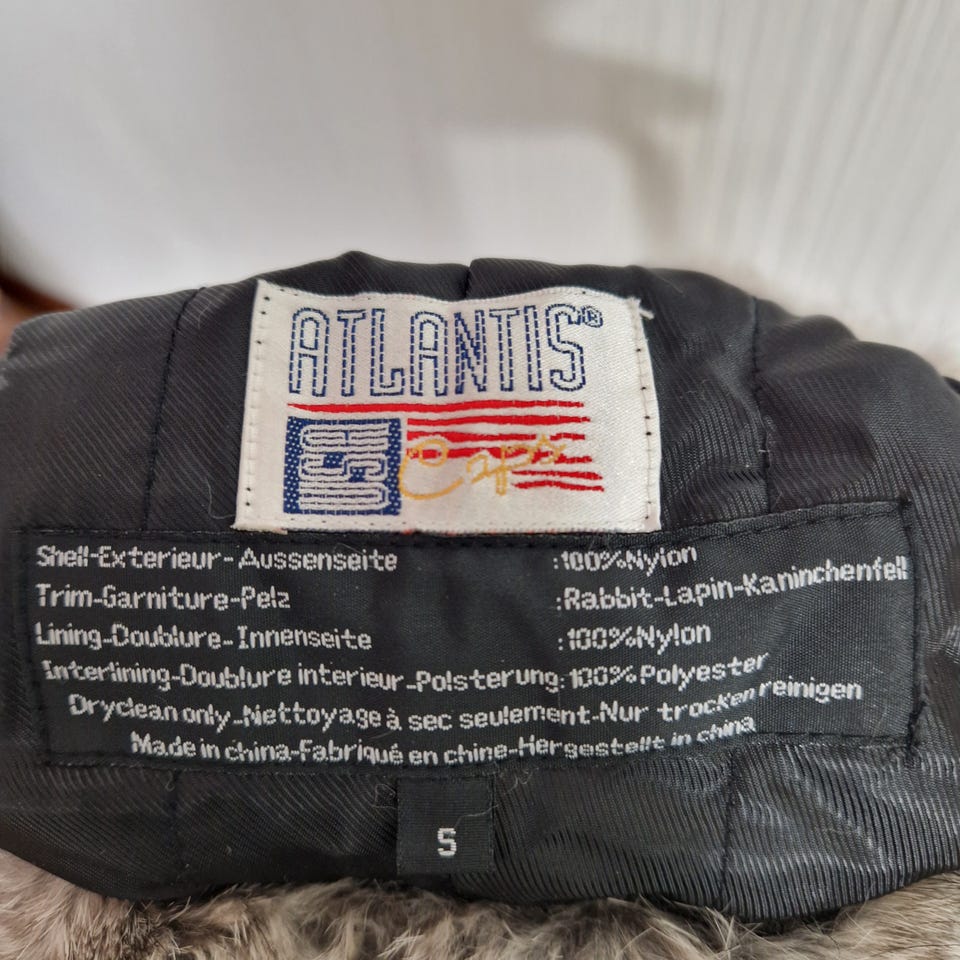 ATLANTIS®
USA Caps
Shell-Exterieur-Aussenseite :100%Nylon
Trim-Garniture-Pelz :Rabbit-Lapin-Kaninchenfell
Lining-Doublure-Innenseite :100%Nylon
Interlining-Doublure interieur-Polsterung:100%Polyester
Dryclean only-Nettoyage à sec seulement-Nur trocken reinigen
Made in china-Fabriqué en chine-Hergestellt in china
S